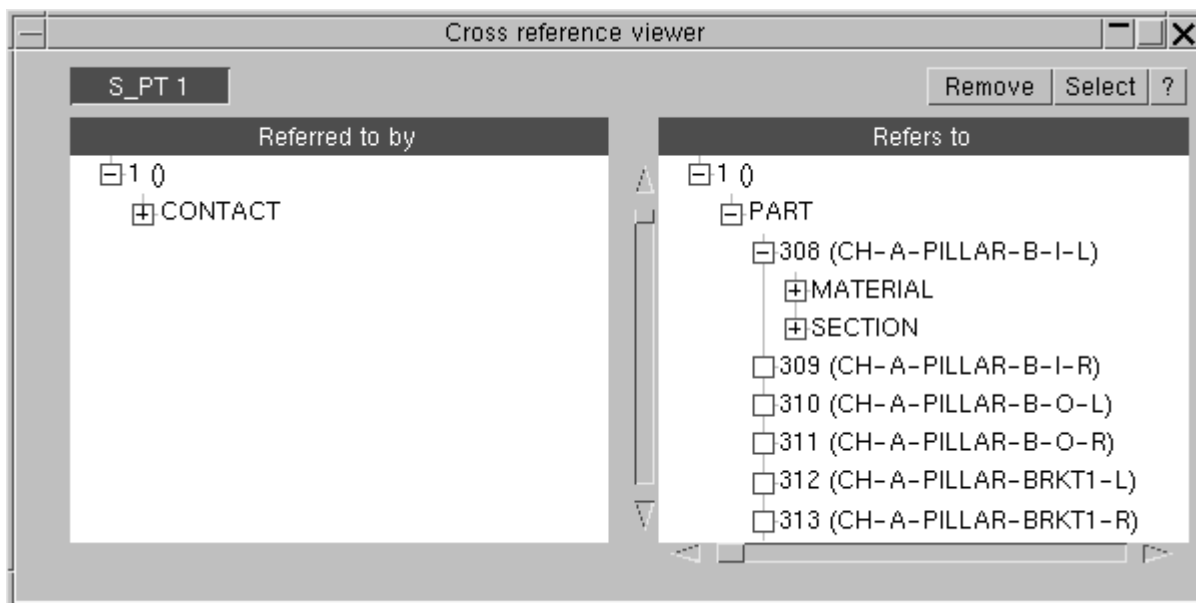 Cross reference viewer
S_PT 1
Remove Select ?
Referred to by
1 ()
CONTACT
Refers to
1 ()
PART
308 (CH-A-PILLAR-B-I-L)
MATERIAL
SECTION
309 (CH-A-PILLAR-B-I-R)
310 (CH-A-PILLAR-B-O-L)
311 (CH-A-PILLAR-B-O-R)
312 (CH-A-PILLAR-BRKT1-L)
313 (CH-A-PILLAR-BRKT1-R)